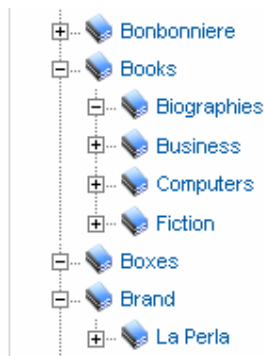 Bonbonniere
Books
Biographies
Business
Computers
Fiction
Boxes
Brand
La Perla